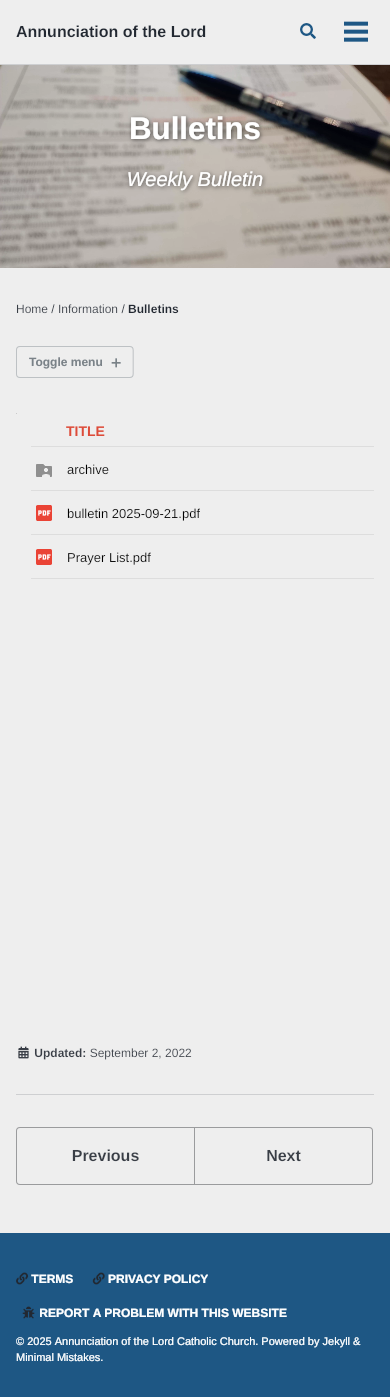 Annunciation of the Lord
Bulletins
Weekly Bulletin
Home / Information / Bulletins
Toggle menu +
TITLE
archive
PDF bulletin 2025-09-21.pdf
PDF Prayer List.pdf
Updated: September 2, 2022
Previous Next
TERMS PRIVACY POLICY
REPORT A PROBLEM WITH THIS WEBSITE
© 2025 Annunciation of the Lord Catholic Church. Powered by Jekyll &
Minimal Mistakes.